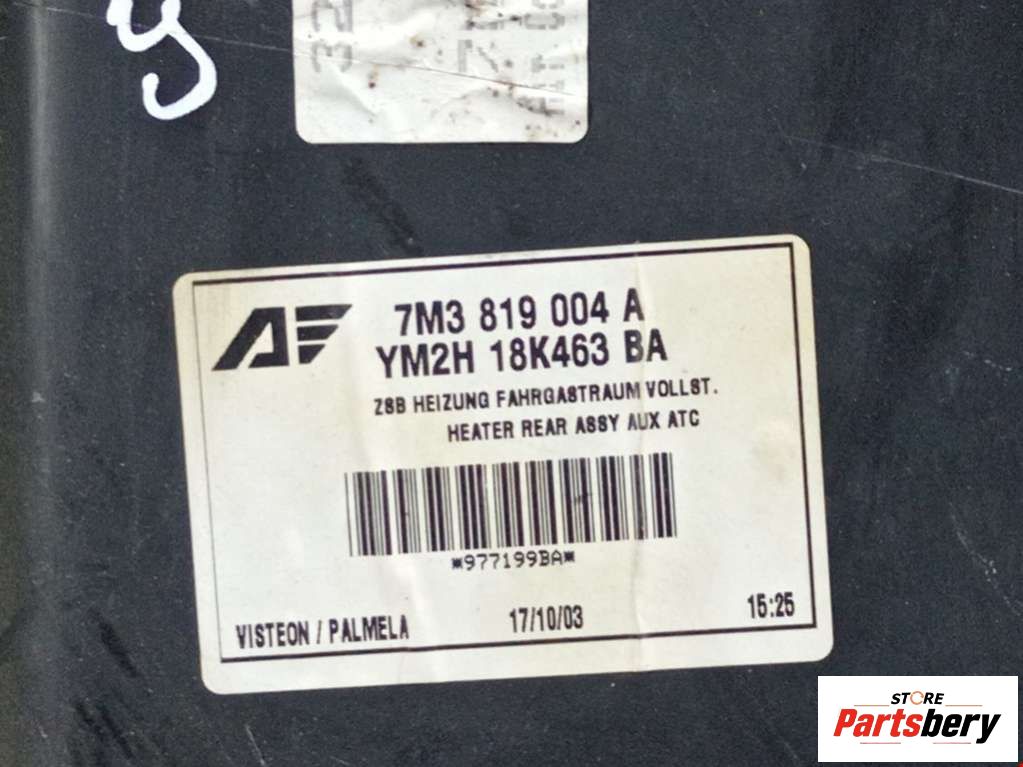 32
7M3 819 004 A
YM2H 18K463 BA
ZSB HEIZUNG FAHRGASTRAUM VOLLST.
HEATER REAR ASSY AUX ATC
*977199BA*
VISTEON / PALMELA 17/10/03 15:25
STORE
Partsbery